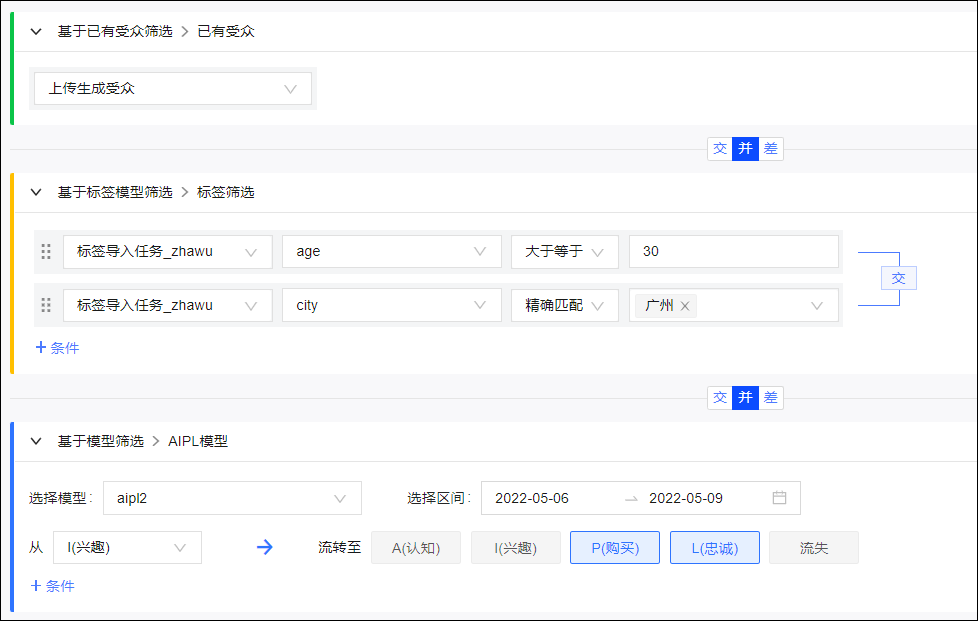 基于已有受众筛选 > 已有受众
上传生成受众
交 并 差
基于标签模型筛选 > 标签筛选
标签导入任务_zhawu age 大于等于 30
交
标签导入任务_zhawu city 精确匹配 广州 ×
+ 条件
交 并 差
基于模型筛选 > AIPL模型
选择模型: aipl2 选择区间: 2022-05-06 → 2022-05-09
从 I(兴趣) → 流转至 A(认知) I(兴趣) P(购买) L(忠诚) 流失
+ 条件